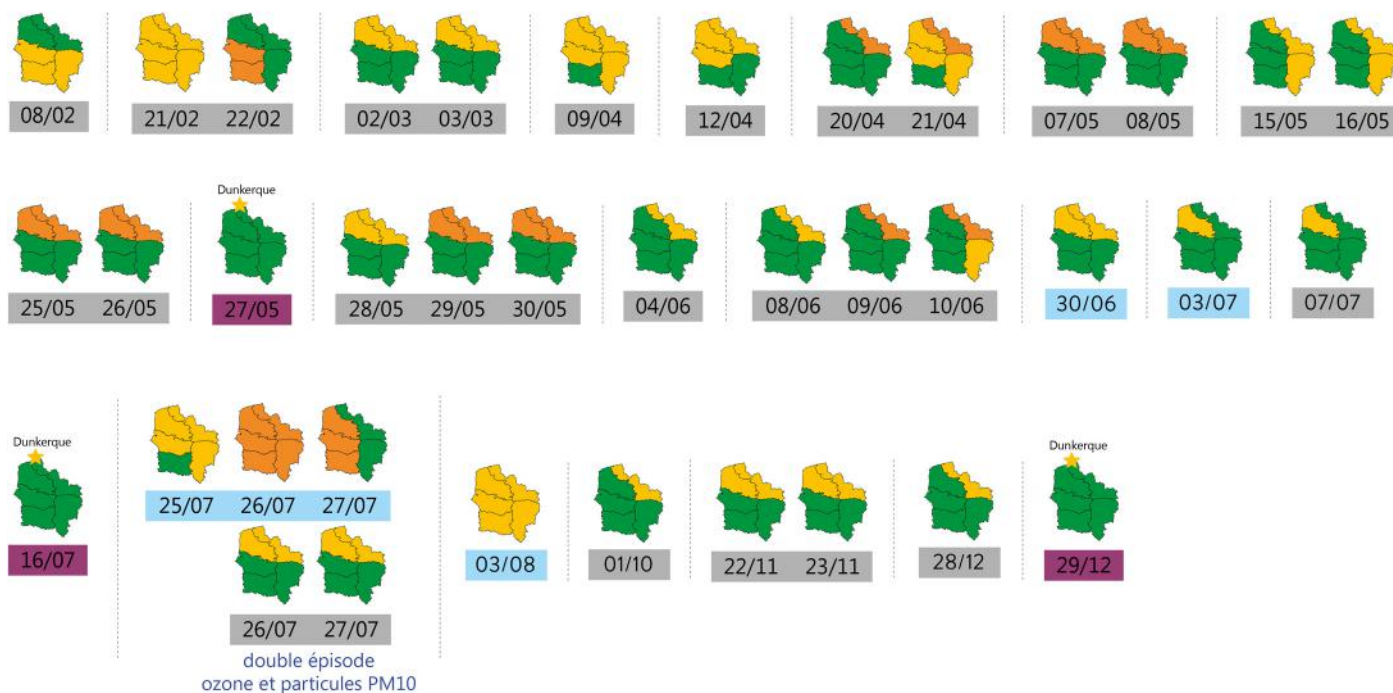 08/02 21/02 22/02 02/03 03/03 09/04 12/04 20/04 21/04 07/05 08/05 15/05 16/05
Dunkerque
25/05 26/05 27/05 28/05 29/05 30/05 04/06 08/06 09/06 10/06 30/06 03/07 07/07
Dunkerque
16/07
25/07 26/07 27/07
26/07 27/07
double épisode
ozone et particules PM10
03/08 01/10 22/11 23/11 28/12
Dunkerque
29/12